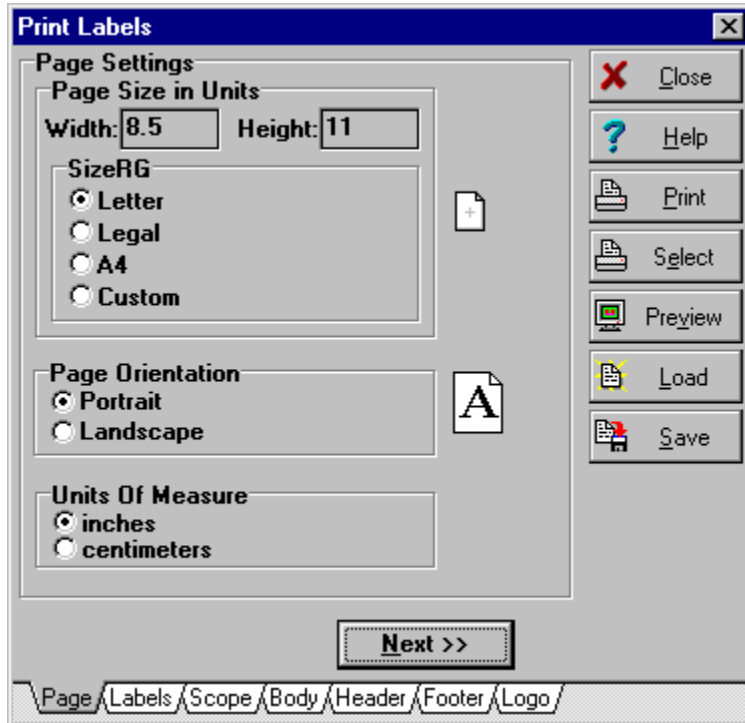 Print Labels
Page Settings
Page Size in Units
Width: 8.5 Height: 11
SizeRG
Letter
Legal
A4
Custom
Page Orientation
Portrait
Landscape
A
Units Of Measure
inches
centimeters
Close
Help
Print
Select
Preview
Load
Save
Next >>
Page Labels Scope Body Header Footer Logo